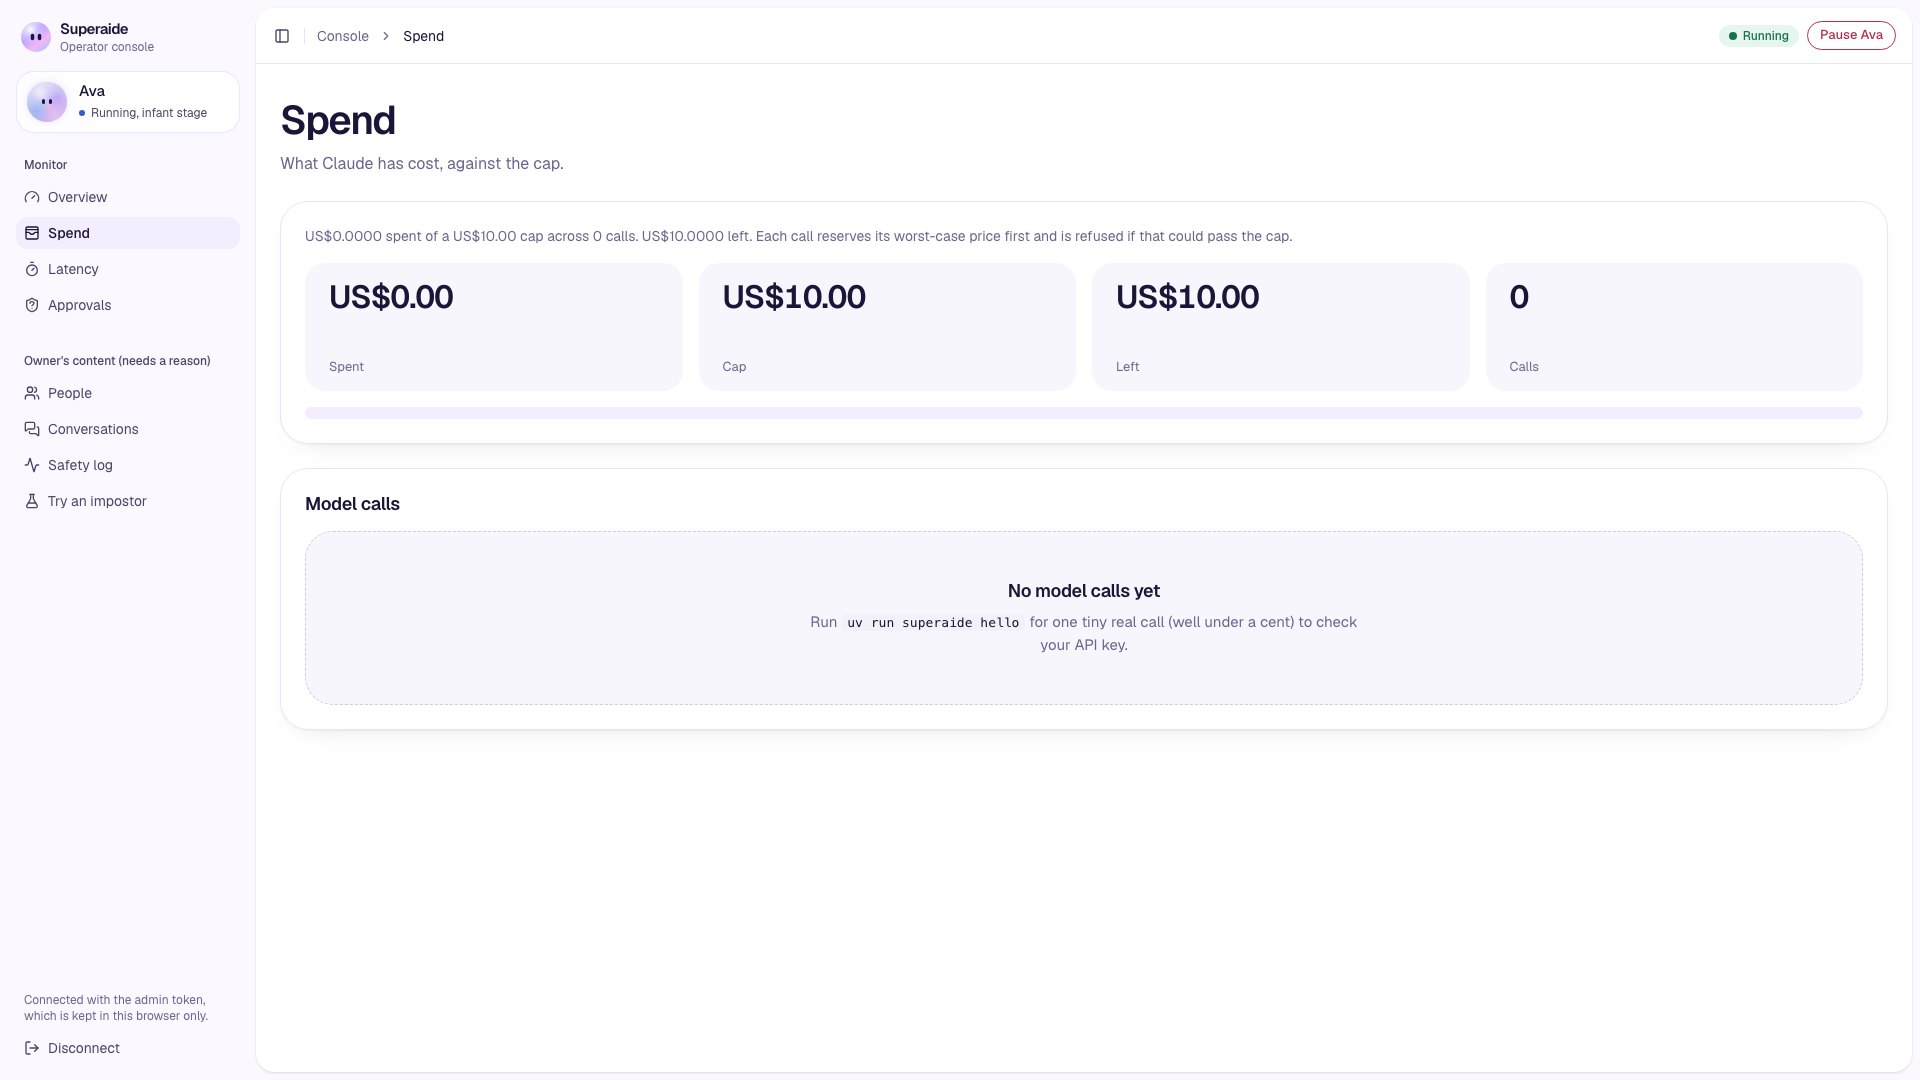 Superaide
Operator console
Ava
Running, infant stage
Monitor
Overview
Spend
Latency
Approvals
Owner's content (needs a reason)
People
Conversations
Safety log
Try an impostor
Connected with the admin token,
which is kept in this browser only.
Disconnect
Console > Spend
Running
Pause Ava
Spend
What Claude has cost, against the cap.
US$0.0000 spent of a US$10.00 cap across 0 calls. US$10.0000 left. Each call reserves its worst-case price first and is refused if that could pass the cap.
US$0.00
Spent
US$10.00
Cap
US$10.00
Left
0
Calls
Model calls
No model calls yet
Run uv run superaide hello for one tiny real call (well under a cent) to check
your API key.